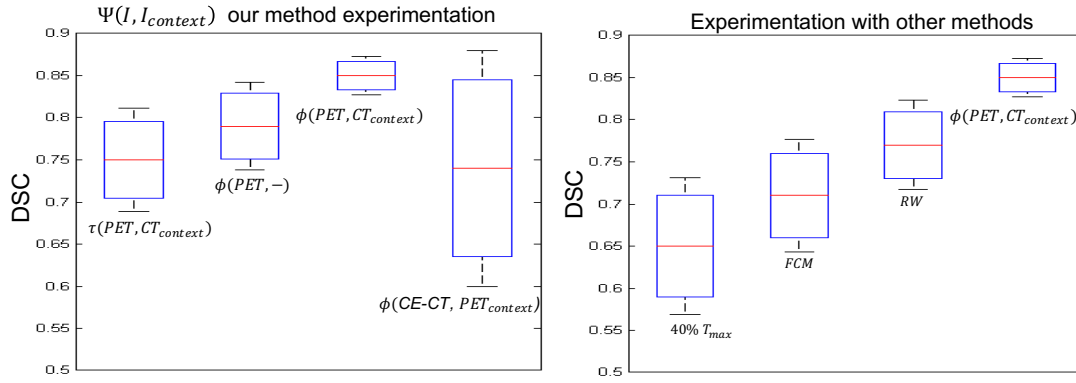 Ψ(I, I_context) our method experimentation
0.9
0.85
0.8
0.75
0.7
0.65
0.6
0.55
0.5
DSC
τ(PET, CT_context)
ϕ(PET, −)
ϕ(PET, CT_context)
ϕ(CE-CT, PET_context)
Experimentation with other methods
0.9
0.85
0.8
0.75
0.7
0.65
0.6
0.55
0.5
DSC
40% T_max
FCM
RW
ϕ(PET, CT_context)